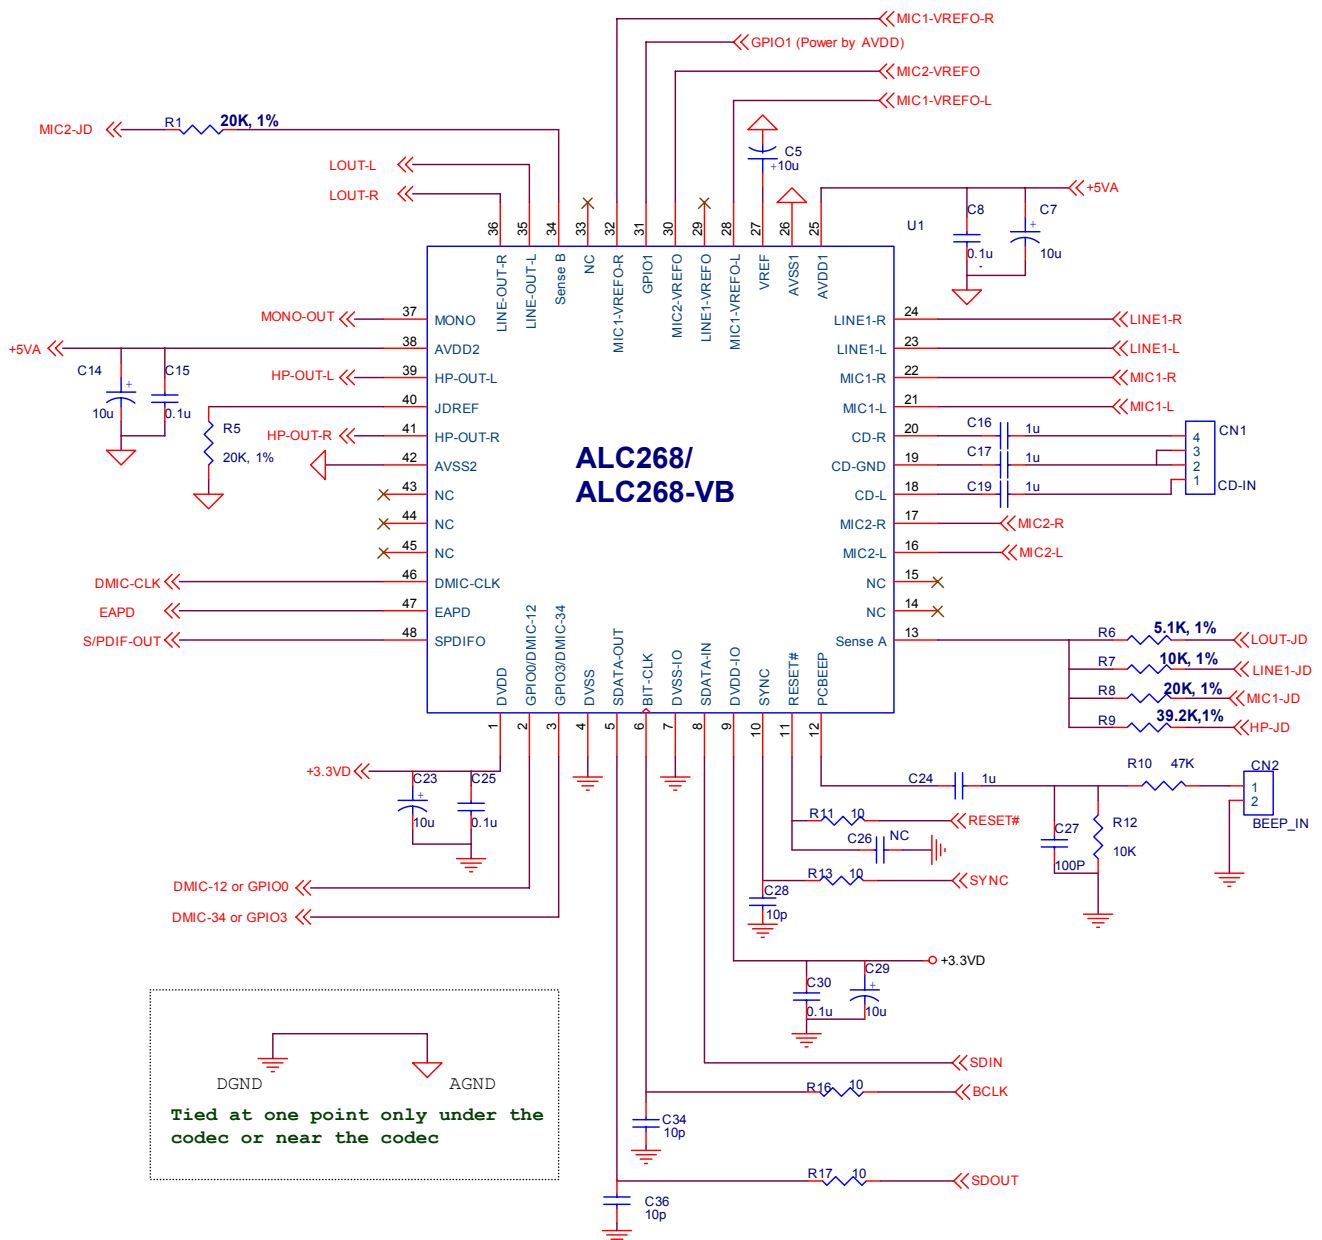 MIC1-VREFO-R
GPIO1 (Power by AVDD)
MIC2-VREFO
MIC1-VREFO-L
MIC2-JD
R1
20K, 1%
LOUT-L
LOUT-R
C5
10u
+
+5VA
C8
0.1u
C7
+
10u
U1
36
35
34
33
32
31
30
29
28
27
26
25
LINE-OUT-R
LINE-OUT-L
Sense B
NC
MIC1-VREFO-R
GPIO1
MIC2-VREFO
LINE1-VREFO
MIC1-VREFO-L
VREF
AVSS1
AVDD1
MONO-OUT
37
MONO
+5VA
38
AVDD2
C14
+
10u
C15
0.1u
HP-OUT-L
39
HP-OUT-L
40
JDREF
R5
20K, 1%
HP-OUT-R
41
HP-OUT-R
42
AVSS2
43
NC
44
NC
45
NC
DMIC-CLK
46
DMIC-CLK
EAPD
47
EAPD
S/PDIF-OUT
48
SPDIFO
ALC268/
ALC268-VB
LINE1-R
24
LINE1-R
LINE1-L
23
LINE1-L
MIC1-R
22
MIC1-R
MIC1-L
21
MIC1-L
CD-R
20
C16
1u
CD-GND
19
C17
1u
CD-L
18
C19
1u
CN1
4
3
2
1
CD-IN
MIC2-R
17
MIC2-R
MIC2-L
16
MIC2-L
NC
15
NC
14
Sense A
13
R6
5.1K, 1%
LOUT-JD
R7
10K, 1%
LINE1-JD
R8
20K, 1%
MIC1-JD
R9
39.2K,1%
HP-JD
DVDD
GPIO0/DMIC-12
GPIO3/DMIC-34
DVSS
SDATA-OUT
BIT-CLK
DVSS-IO
SDATA-IN
DVDD-IO
SYNC
RESET#
PCBEEP
1
2
3
4
5
6
7
8
9
10
11
12
+3.3VD
C23
+
10u
C25
0.1u
C24
1u
R10
47K
CN2
1
2
BEEP_IN
R11
10
RESET#
C26
NC
C27
100P
R12
10K
R13
10
SYNC
C28
10p
DMIC-12 or GPIO0
DMIC-34 or GPIO3
+3.3VD
C30
0.1u
C29
+
10u
SDIN
R16
10
BCLK
C34
10p
R17
10
SDOUT
C36
10p
DGND
AGND
Tied at one point only under the
codec or near the codec